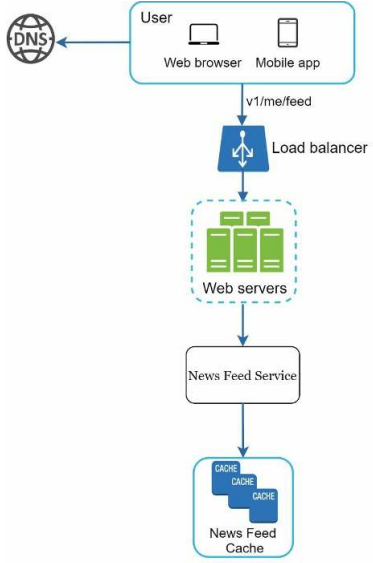 DNS
User
Web browser
Mobile app
v1/me/feed
Load balancer
Web servers
News Feed Service
CACHE
CACHE
CACHE
News Feed
Cache